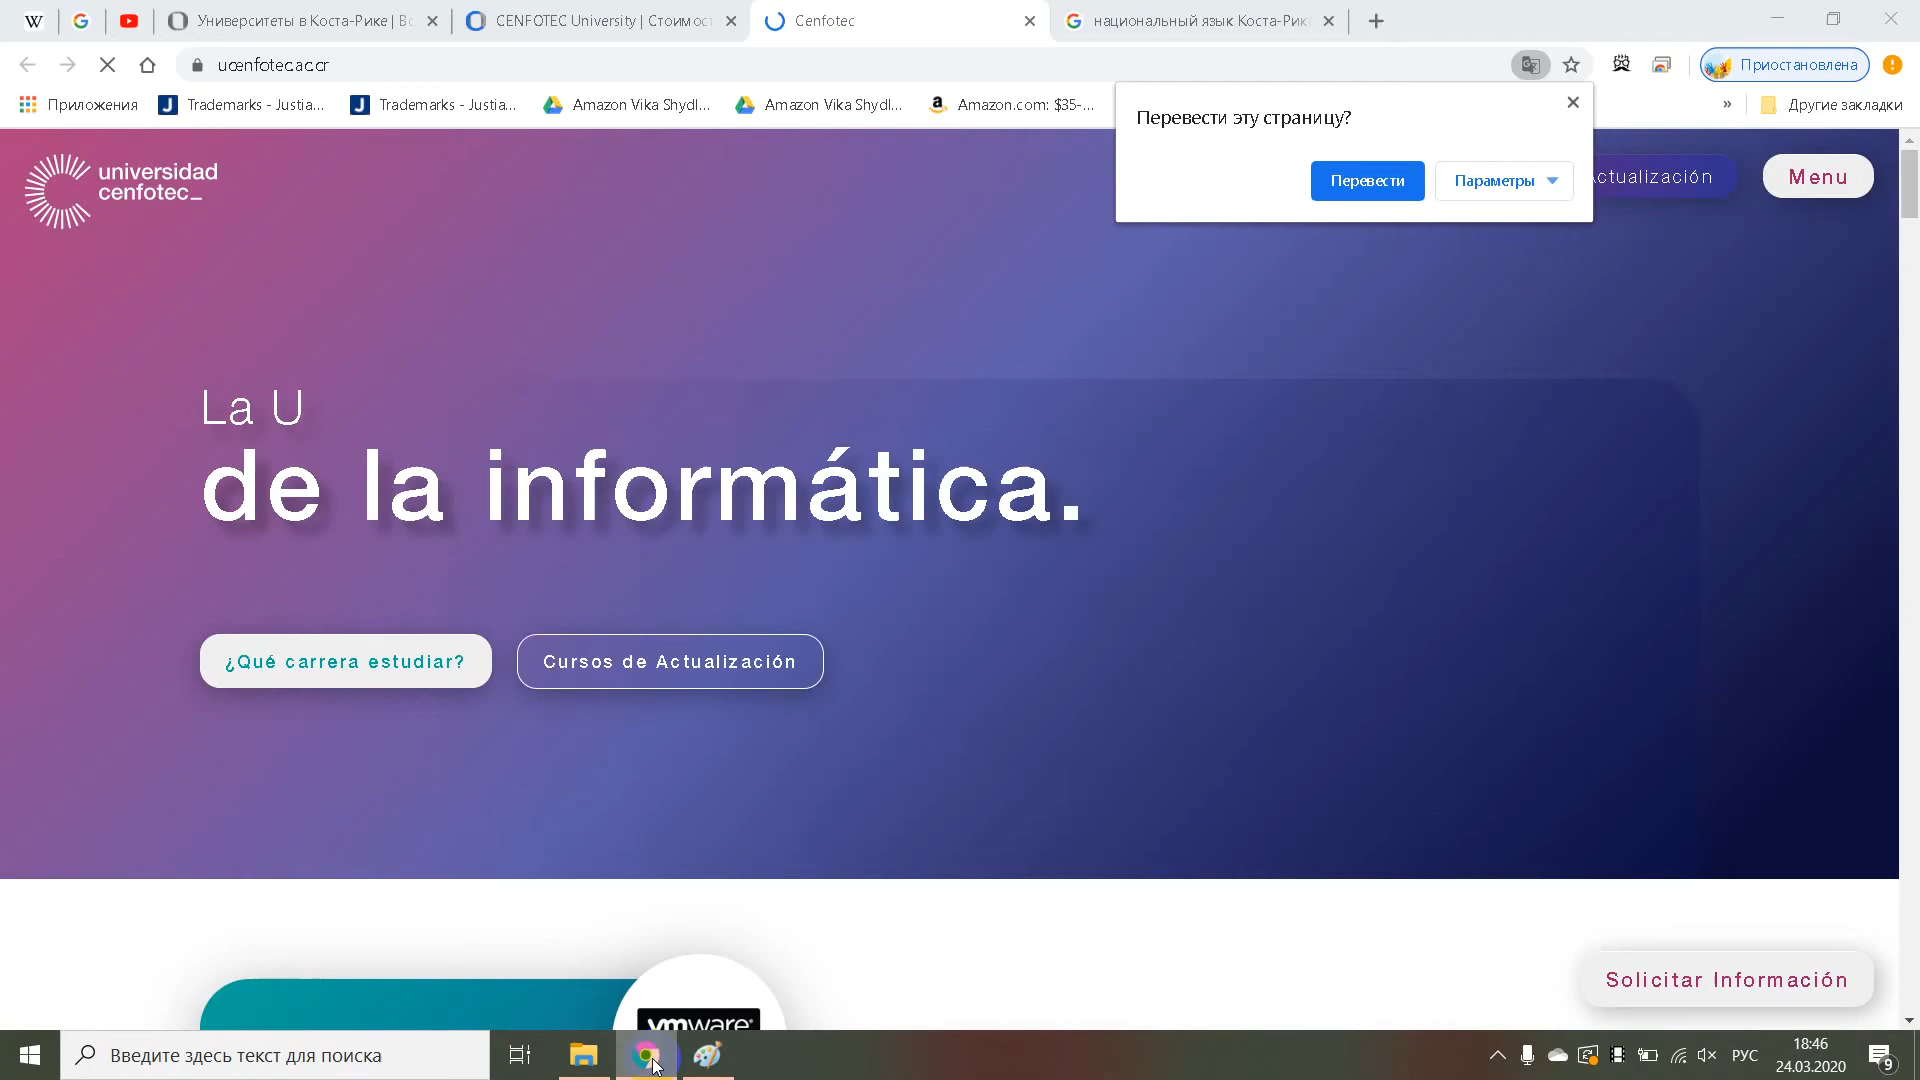 W
Университеты в Коста-Рике | Вс
CENFOTEC University | Стоимос
Cenfotec
национальный язык Коста-Рик
ucenfotec.ac.cr
Приостановлена
Приложения
Trademarks - Justia...
Trademarks - Justia...
Amazon Vika Shydl...
Amazon Vika Shydl...
Amazon.com: $35-...
»
Другие закладки
Перевести эту страницу?
Перевести
Параметры
universidad
cenfotec_
Actualización
Menu
La U
de la informática.
¿Qué carrera estudiar?
Cursos de Actualización
Solicitar Información
vmware®
Введите здесь текст для поиска
РУС
18:46
24.03.2020
9